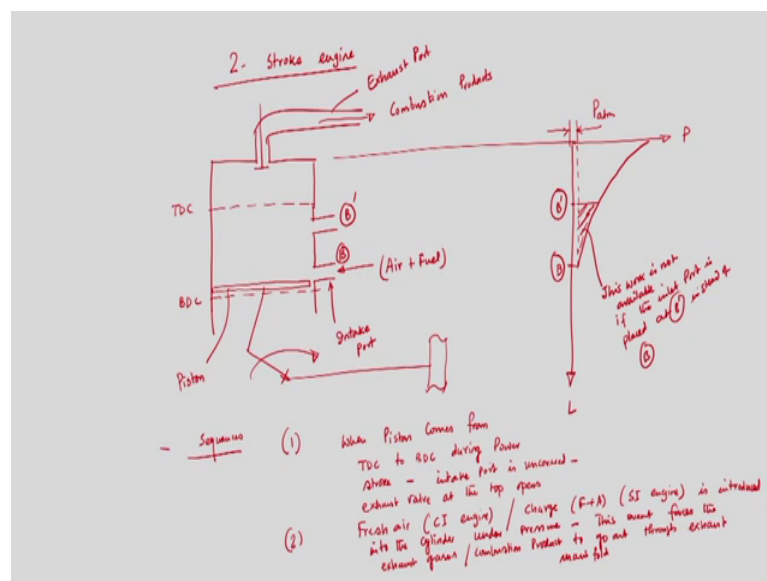 2- Stroke engine
Exhaust Port
Combustion Products
TDC
B'
B
(Air + Fuel)
BDC
Intake
Port
Piston
Patm
P
B'
B
This work is not
available
if the inlet Port is
placed at B' instead of
B
L
- Sequences (1) When Piston comes from
TDC to BDC during Power
stroke - intake port is uncovered -
exhaust valve at the top opens
(2) Fresh air (CI engine) / Charge (F+A) (SI engine) is introduced
into the cylinder under pressure - This event forces the
exhaust gases / combustion Product to go out through exhaust
manifold